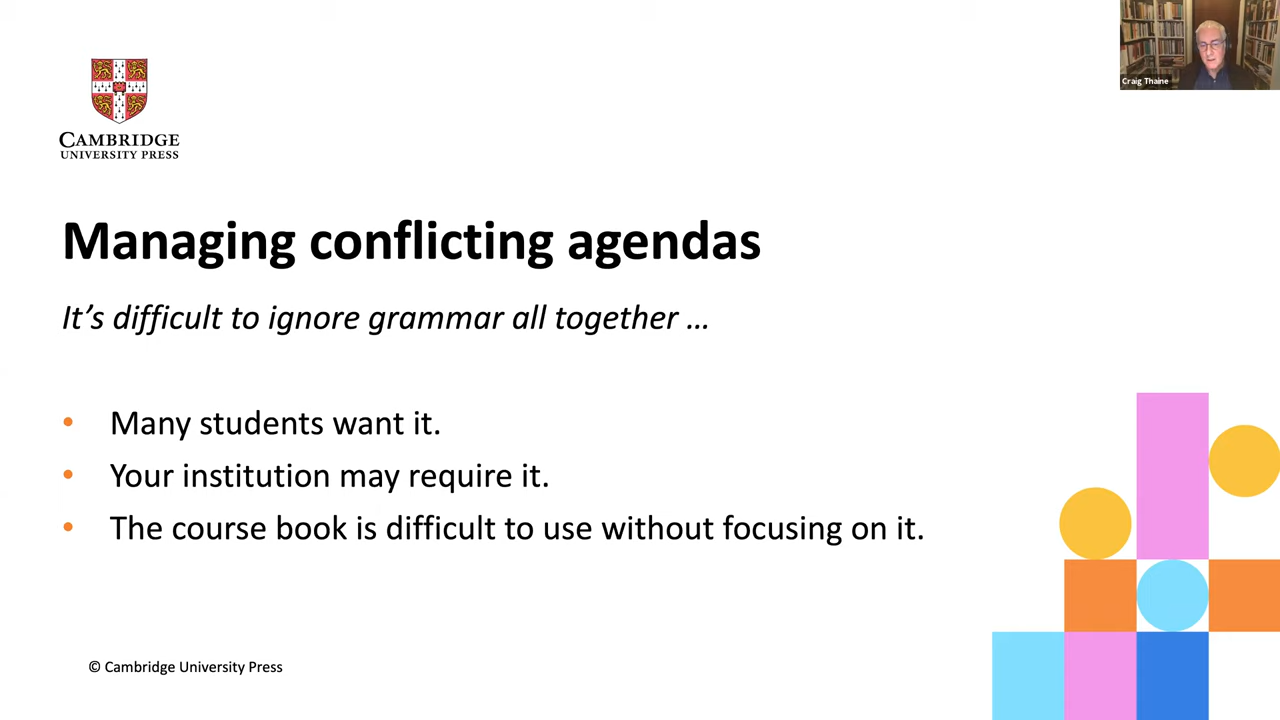 Craig Thaine
CAMBRIDGE
UNIVERSITY PRESS
Managing conflicting agendas
It’s difficult to ignore grammar all together …
• Many students want it.
• Your institution may require it.
• The course book is difficult to use without focusing on it.
© Cambridge University Press